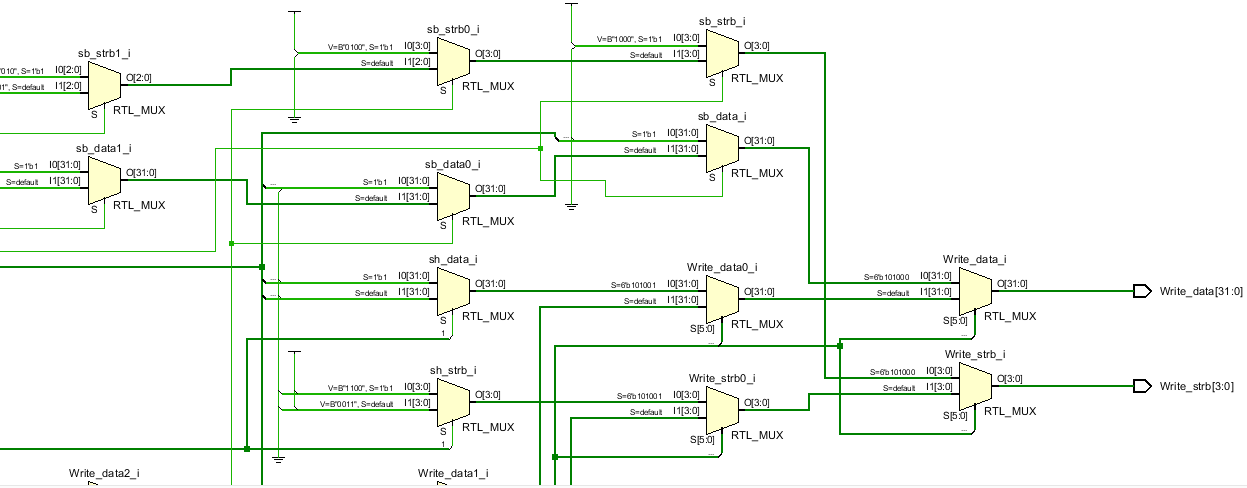 sb_strb1_i
"010", S=1'b1 I0[2:0]
S=default I1[2:0]
O[2:0]
S
RTL_MUX
sb_strb0_i
V=B"0100", S=1'b1 I0[3:0]
S=default I1[2:0]
O[3:0]
S
RTL_MUX
sb_strb_i
V=B"1000", S=1'b1 I0[3:0]
S=default I1[3:0]
O[3:0]
S
RTL_MUX
sb_data_i
...
S=1'b1 I0[31:0]
S=default I1[31:0]
O[31:0]
S
RTL_MUX
sb_data1_i
S=1'b1 I0[31:0]
S=default I1[31:0]
O[31:0]
S
RTL_MUX
sb_data0_i
...
S=1'b1 I0[31:0]
S=default I1[31:0]
O[31:0]
S
RTL_MUX
sh_data_i
...
S=1'b1 I0[31:0]
...
S=default I1[31:0]
O[31:0]
S
RTL_MUX
1
Write_data0_i
S=6'b101001 I0[31:0]
S=default I1[31:0]
O[31:0]
S[5:0]
RTL_MUX
...
Write_data_i
S=6'b101000 I0[31:0]
S=default I1[31:0]
O[31:0]
S[5:0]
RTL_MUX
...
Write_data[31:0]
sh_strb_i
V=B"1100", S=1'b1 I0[3:0]
V=B"0011", S=default I1[3:0]
O[3:0]
S
RTL_MUX
1
Write_strb0_i
S=6'b101001 I0[3:0]
S=default I1[3:0]
O[3:0]
S[5:0]
RTL_MUX
...
Write_strb_i
S=6'b101000 I0[3:0]
S=default I1[3:0]
O[3:0]
S[5:0]
RTL_MUX
...
Write_strb[3:0]
Write_data2_i
Write_data1_i